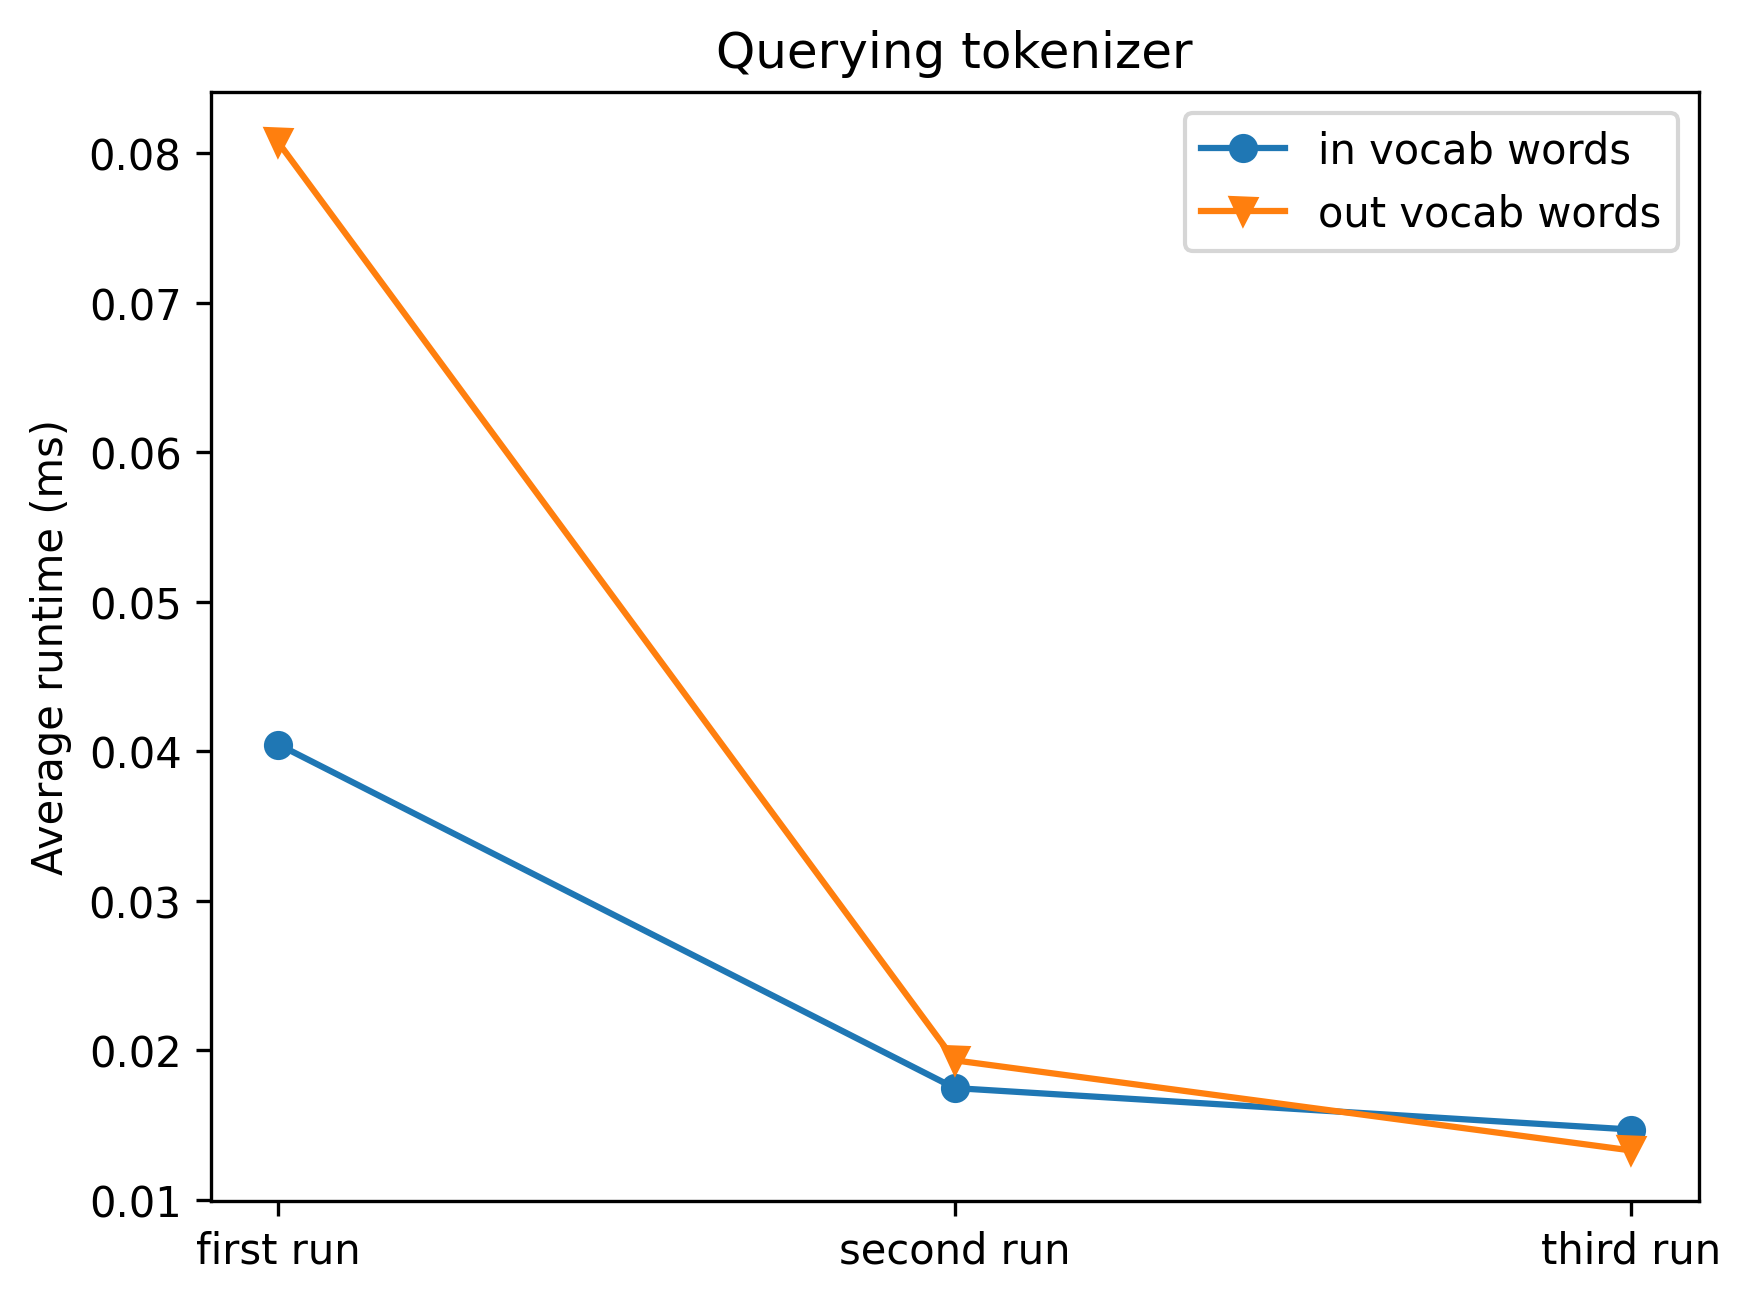 Querying tokenizer
in vocab words
out vocab words
Average runtime (ms)
0.08
0.07
0.06
0.05
0.04
0.03
0.02
0.01
first run
second run
third run